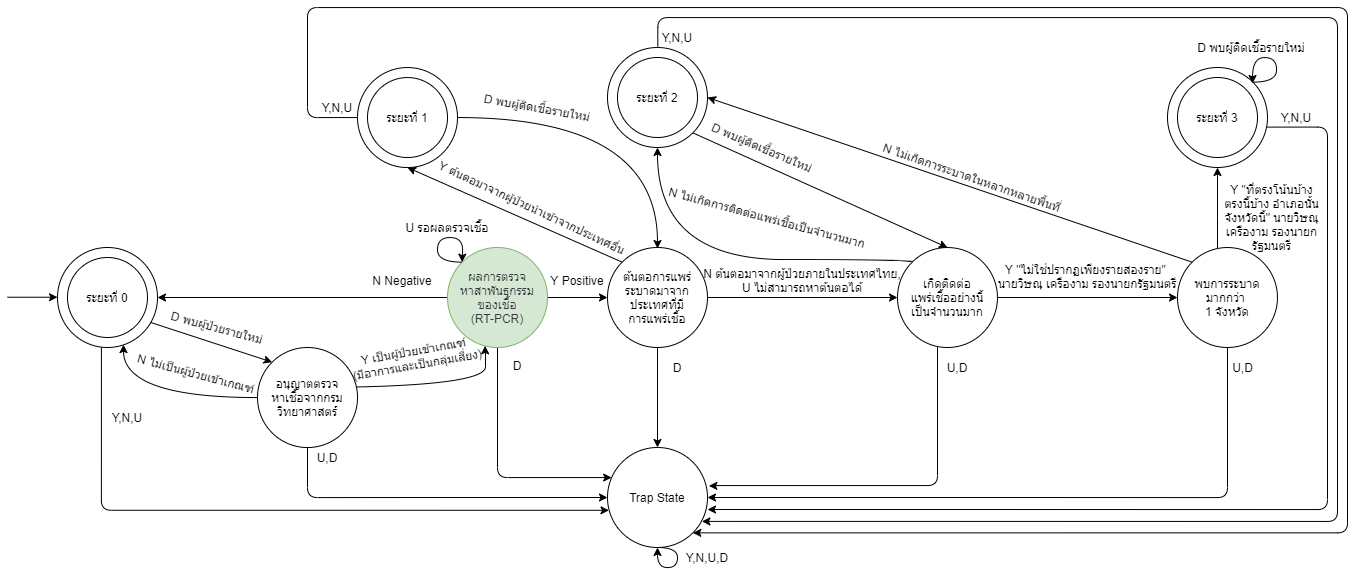 Y,N,U
D พบผู้ติดเชื้อรายใหม่
Y,N,U
ระยะที่ 1
D พบผู้ติดเชื้อรายใหม่
ระยะที่ 2
D พบผู้ติดเชื้อรายใหม่
N ไม่เกิดการระบาดในหลากหลายพื้นที่
ระยะที่ 3
Y,N,U
Y ต้นตอมาจากผู้ป่วยนำเข้าจากประเทศอื่น
N ไม่เกิดการติดต่อแพร่เชื้อเป็นจำนวนมาก
Y "ที่ตรงโน้นบ้าง
ตรงนี้บ้าง อำเภอนั้น
จังหวัดนี้" นายวิษณุ
เครืองาม รองนายก
รัฐมนตรี
U รอผลตรวจเชื้อ
ระยะที่ 0
N Negative
ผลการตรวจ
หาสาพันธุกรรม
ของเชื้อ
(RT-PCR)
Y Positive
ต้นตอการแพร่
ระบาดมาจาก
ประเทศที่มี
การแพร่เชื้อ
N ต้นตอมาจากผู้ป่วยภายในประเทศไทย,
U ไม่สามารถหาต้นตอได้
เกิดติดต่อ
แพร่เชื้ออย่างนี้
เป็นจำนวนมาก
Y "ไม่ใช่ปรากฏเพียงรายสองราย"
นายวิษณุ เครืองาม รองนายกรัฐมนตรี
พบการระบาด
มากกว่า
1 จังหวัด
D พบผู้ป่วยรายใหม่
N ไม่เป็นผู้ป่วยเข้าเกณฑ์
อนุญาตตรวจ
หาเชื้อจากกรม
วิทยาศาสตร์
Y เป็นผู้ป่วยเข้าเกณฑ์
(มีอาการและเป็นกลุ่มเสี่ยง)
D
D
U,D
U,D
Y,N,U
U,D
Trap State
Y,N,U,D